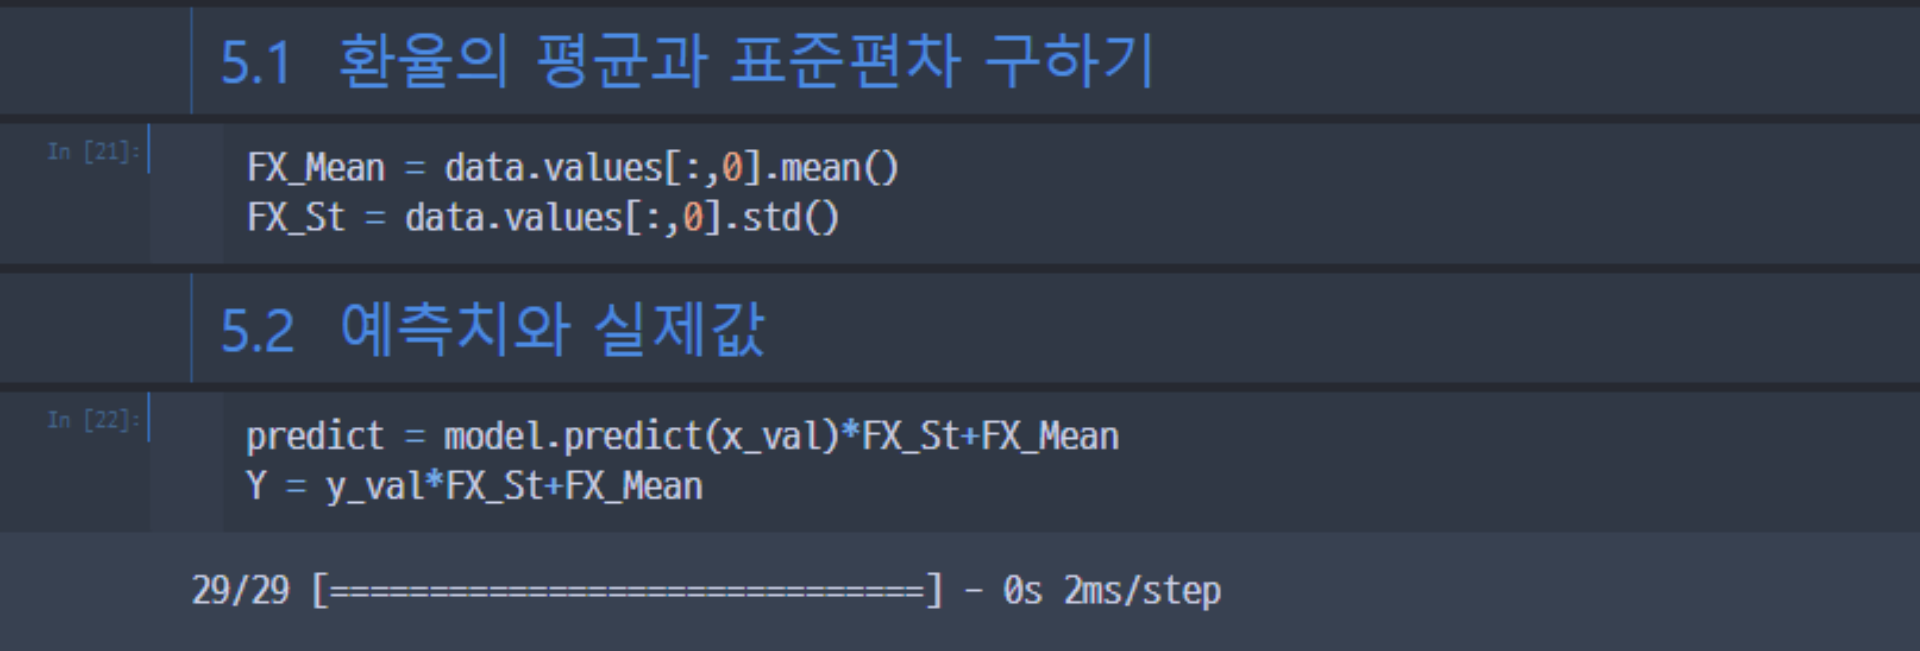 5.1 환율의 평균과 표준편차 구하기
In [21]:
FX_Mean = data.values[:,0].mean()
FX_St = data.values[:,0].std()
5.2 예측치와 실제값
In [22]:
predict = model.predict(x_val)*FX_St+FX_Mean
Y = y_val*FX_St+FX_Mean
29/29 [==============================] - 0s 2ms/step